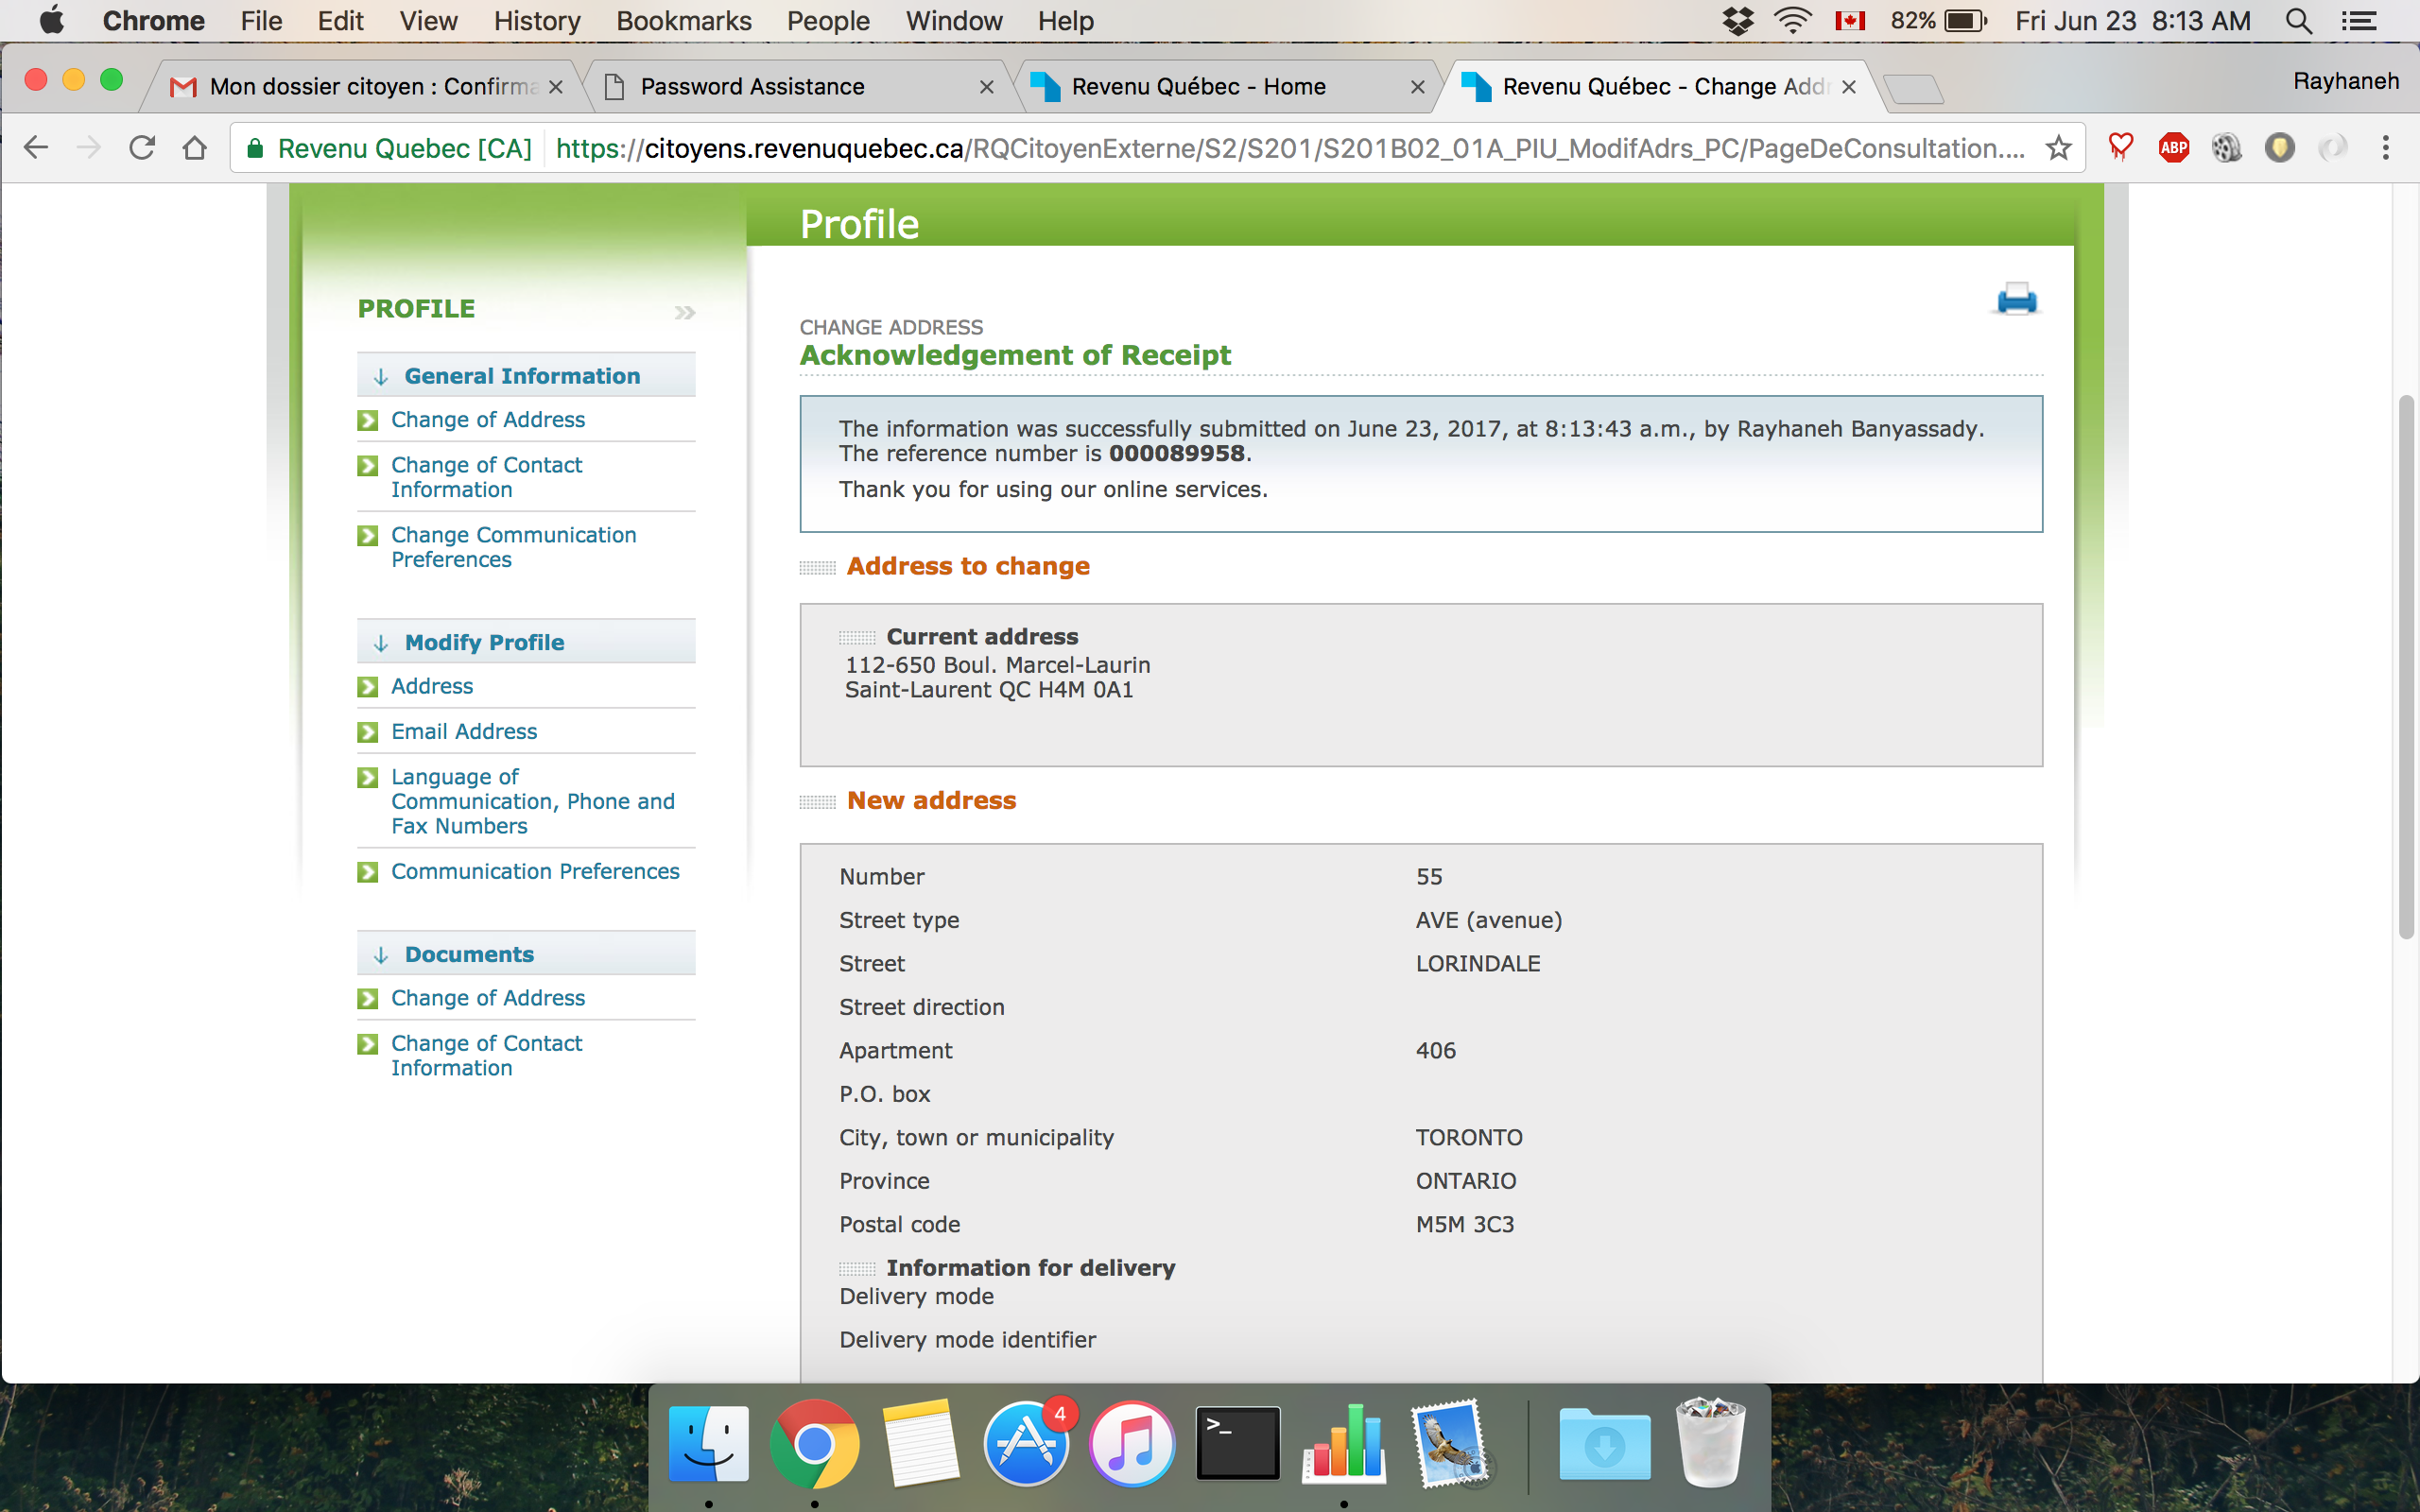 Chrome File Edit View History Bookmarks People Window Help 82% Fri Jun 23 8:13 AM
Mon dossier citoyen : Confirma Password Assistance Revenu Québec - Home Revenu Québec - Change Addr Rayhaneh
Revenu Quebec [CA] https://citoyens.revenuquebec.ca/RQCitoyenExterne/S2/S201/S201B02_01A_PIU_ModifAdrs_PC/PageDeConsultation.... ABP
Profile
PROFILE
General Information
Change of Address
Change of Contact
Information
Change Communication
Preferences
Modify Profile
Address
Email Address
Language of
Communication, Phone and
Fax Numbers
Communication Preferences
Documents
Change of Address
Change of Contact
Information
CHANGE ADDRESS
Acknowledgement of Receipt
The information was successfully submitted on June 23, 2017, at 8:13:43 a.m., by Rayhaneh Banyassady.
The reference number is 000089958.
Thank you for using our online services.
Address to change
Current address
112-650 Boul. Marcel-Laurin
Saint-Laurent QC H4M 0A1
New address
Number 55
Street type AVE (avenue)
Street LORINDALE
Street direction
Apartment 406
P.O. box
City, town or municipality TORONTO
Province ONTARIO
Postal code M5M 3C3
Information for delivery
Delivery mode
Delivery mode identifier
4
>_